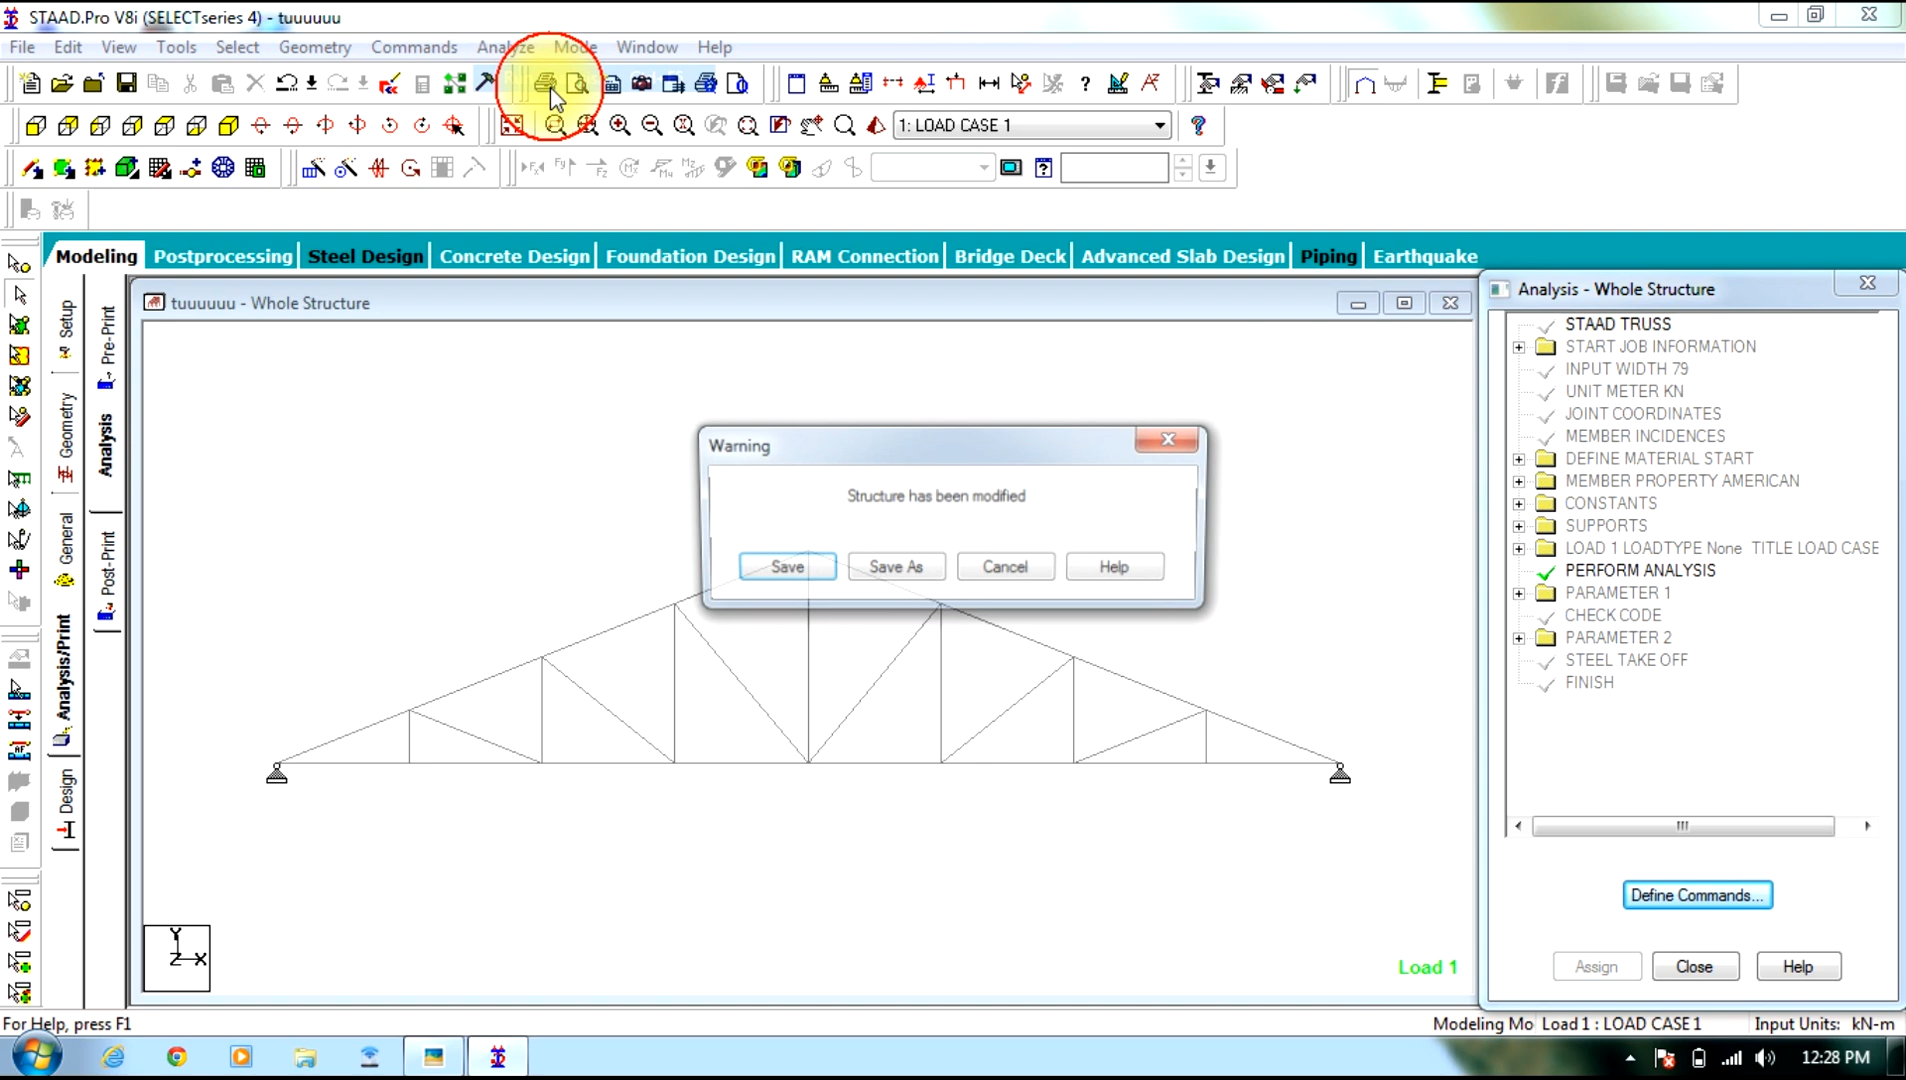 STAAD.Pro V8i (SELECTseries 4) - tuuuuuu
File Edit View Tools Select Geometry Commands Analyze Mode Window Help
1: LOAD CASE 1
Modeling Postprocessing Steel Design Concrete Design Foundation Design RAM Connection Bridge Deck Advanced Slab Design Piping Earthquake
Setup
Geometry
General
Analysis/Print
Design
Pre-Print
Analysis
Post-Print
tuuuuuu - Whole Structure
Warning
Structure has been modified
Save Save As Cancel Help
Y
Z X
Load 1
Analysis - Whole Structure
STAAD TRUSS
START JOB INFORMATION
INPUT WIDTH 79
UNIT METER KN
JOINT COORDINATES
MEMBER INCIDENCES
DEFINE MATERIAL START
MEMBER PROPERTY AMERICAN
CONSTANTS
SUPPORTS
LOAD 1 LOADTYPE None TITLE LOAD CASE
PERFORM ANALYSIS
PARAMETER 1
CHECK CODE
PARAMETER 2
STEEL TAKE OFF
FINISH
Define Commands...
Assign Close Help
For Help, press F1
Modeling Mo Load 1 : LOAD CASE 1 Input Units: kN-m
12:28 PM